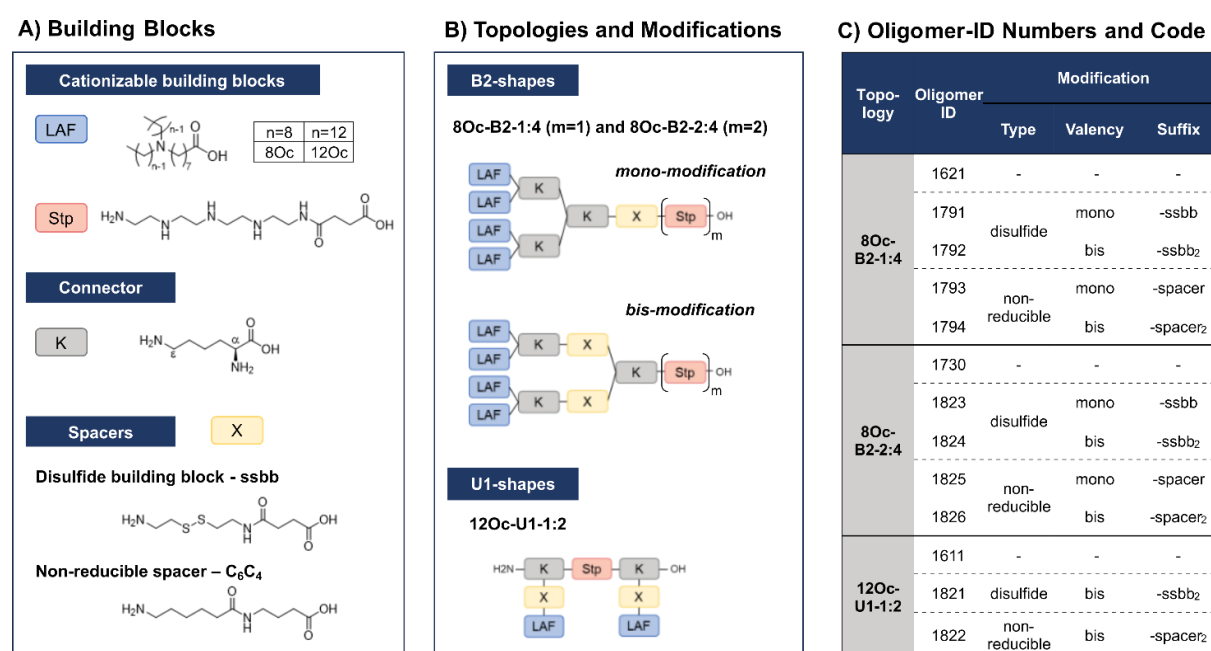 A) Building Blocks
Cationizable building blocks
LAF
n-1
N
n-1
7
O
OH
n=8 n=12
8Oc 12Oc
Stp
H2N
N
H
H
N
N
H
H
N
H
N
O
O
OH
Connector
K
H2N
ε
α
O
OH
NH2
Spacers
X
Disulfide building block - ssbb
H2N
S
S
N
H
O
O
OH
Non-reducible spacer – C6C4
H2N
O
N
H
O
OH
B) Topologies and Modifications
B2-shapes
8Oc-B2-1:4 (m=1) and 8Oc-B2-2:4 (m=2)
mono-modification
LAF
LAF
LAF
LAF
K
K
K
X
Stp
OH
m
bis-modification
LAF
LAF
LAF
LAF
K
X
K
X
K
Stp
OH
m
U1-shapes
12Oc-U1-1:2
H2N
K
Stp
K
OH
X
X
LAF
LAF
C) Oligomer-ID Numbers and Code
Topo-
logy
Oligomer
ID
Modification
Type Valency Suffix
8Oc-
B2-1:4
1621 - - -
1791 mono -ssbb
disulfide
1792 bis -ssbb2
1793 mono -spacer
non-
reducible
1794 bis -spacer2
8Oc-
B2-2:4
1730 - - -
1823 mono -ssbb
disulfide
1824 bis -ssbb2
1825 mono -spacer
non-
reducible
1826 bis -spacer2
12Oc-
U1-1:2
1611 - - -
1821 disulfide bis -ssbb2
1822 non-
reducible bis -spacer2